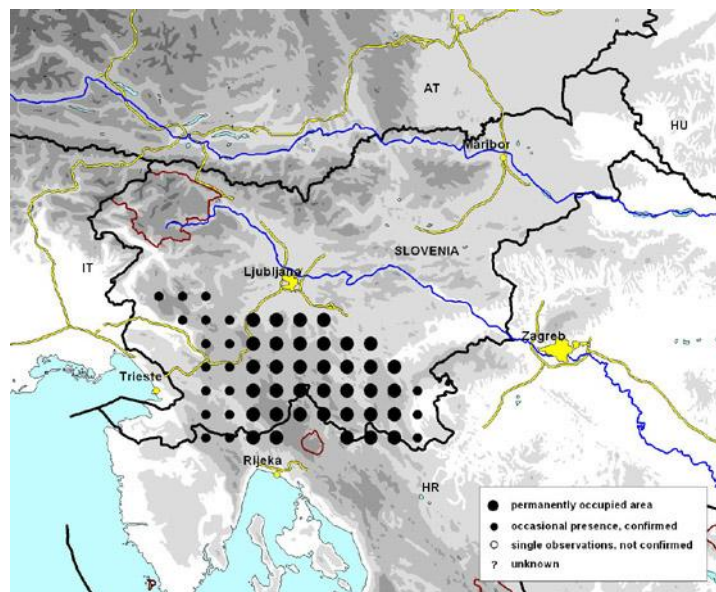 AT
HU
Maribor
SLOVENIA
IT
Ljubljana
Zagreb
Trieste
Rijeka
HR
permanently occupied area
occasional presence, confirmed
single observations, not confirmed
? unknown